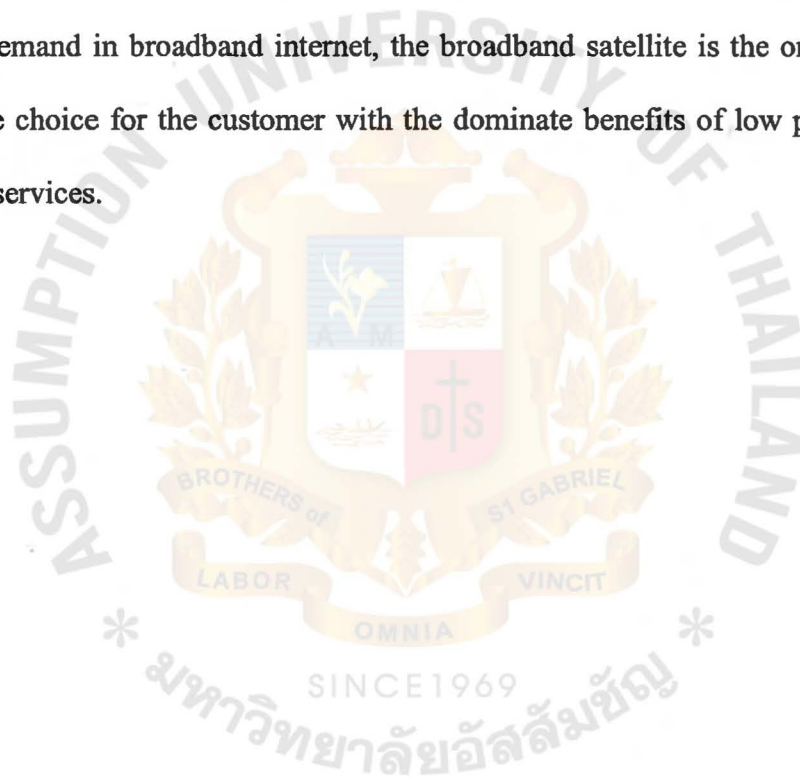 emand in broadband internet, the broadband satellite is the
e choice for the customer with the dominate benefits of low
services.
ASSUMPTION UNIVERSITY OF THAILAND
A M
D S
BROTHERS of ST GABRIEL
LABOR OMNIA VINCIT
SINCE1969
* มหาวิทยาลัยอัสสัมชัญ *